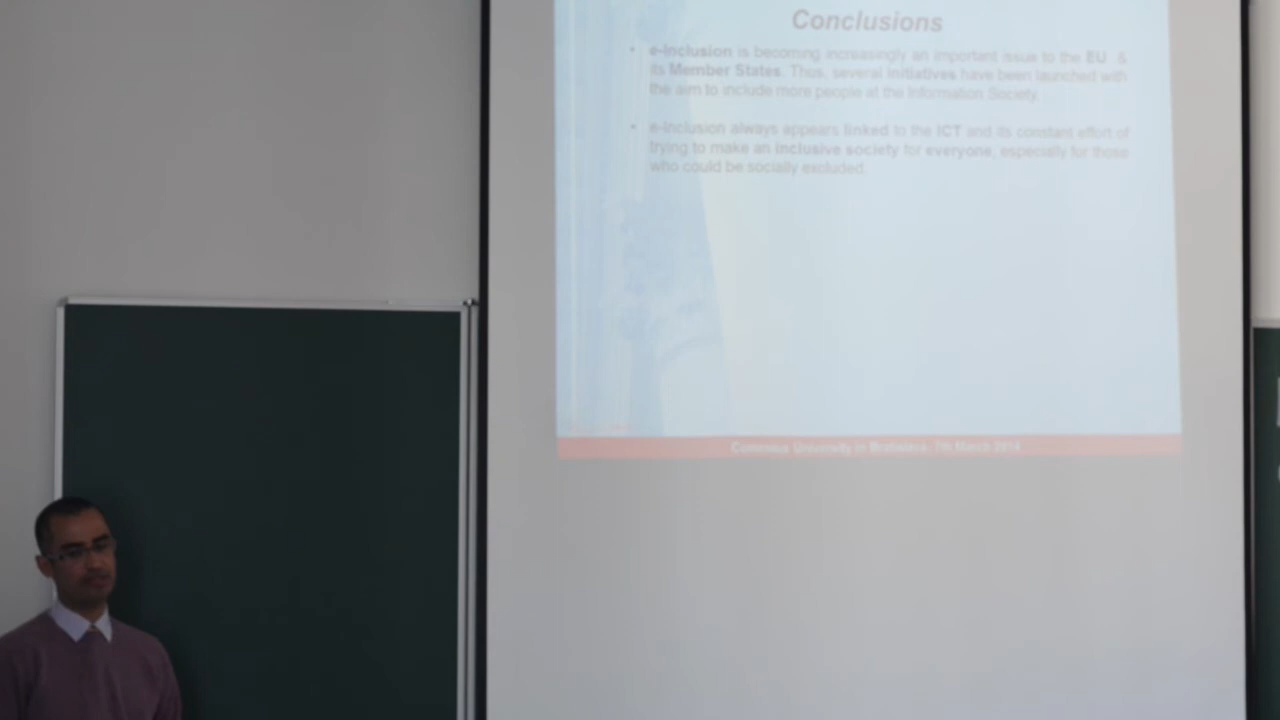 Conclusions
• e-Inclusion is becoming increasingly an important issue to the EU &
its Member States. Thus, several initiatives have been launched with
the aim to include more people at the Information Society.
• e-Inclusion always appears linked to the ICT and its constant effort of
trying to make an inclusive society for everyone, especially for those
who could be socially excluded.
Comenius University in Bratislava, 7th March 2014